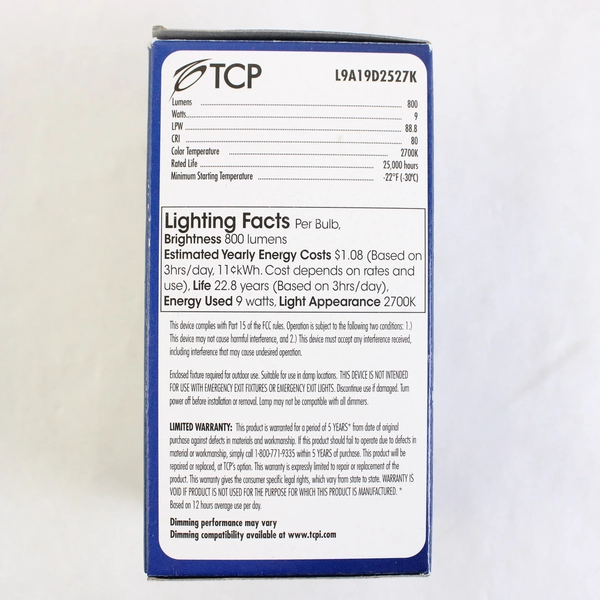 TCP
L9A19D2527K
Lumens 800
Watts 9
LPW 88.8
CRI 80
Color Temperature 2700K
Rated Life 25,000 hours
Minimum Starting Temperature -22°F (-30°C)
Lighting Facts Per Bulb,
Brightness 800 lumens
Estimated Yearly Energy Costs $1.08 (Based on
3hrs/day, 11¢kWh. Cost depends on rates and
use), Life 22.8 years (Based on 3hrs/day),
Energy Used 9 watts, Light Appearance 2700K
This device complies with Part 15 of the FCC rules. Operation is subject to the following two conditions: 1.)
This device may not cause harmful interference, and 2.) This device must accept any interference received,
including interference that may cause undesired operation.
Enclosed fixture required for outdoor use. Suitable for use in damp locations. THIS DEVICE IS NOT INTENDED
FOR USE WITH EMERGENCY EXIT FIXTURES OR EMERGENCY EXIT LIGHTS. Discontinue use if damaged. Turn
power off before installation or removal. Lamp may not be compatible with all dimmers.
LIMITED WARRANTY: This product is warranted for a period of 5 YEARS* from date of original
purchase against defects in materials and workmanship. If this product should fail to operate due to defects in
material or workmanship, simply call 1-800-771-9335 within 5 YEARS of purchase. This product will be
repaired or replaced, at TCP's option. This warranty is expressly limited to repair or replacement of the
product. This warranty gives the consumer specific legal rights, which vary from state to state. WARRANTY IS
VOID IF PRODUCT IS NOT USED FOR THE PURPOSE FOR WHICH THIS PRODUCT IS MANUFACTURED. *
Based on 12 hours average use per day.
Dimming performance may vary
Dimming compatibility available at www.tcpi.com